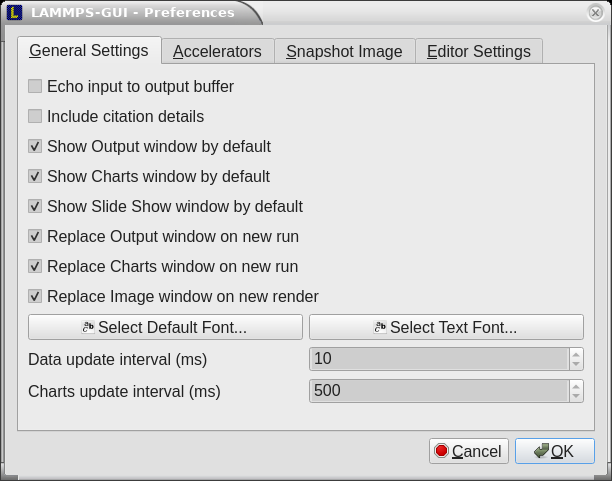 LAMMPS-GUI - Preferences
General Settings Accelerators Snapshot Image Editor Settings
Echo input to output buffer
Include citation details
Show Output window by default
Show Charts window by default
Show Slide Show window by default
Replace Output window on new run
Replace Charts window on new run
Replace Image window on new render
Select Default Font... Select Text Font...
Data update interval (ms) 10
Charts update interval (ms) 500
Cancel OK